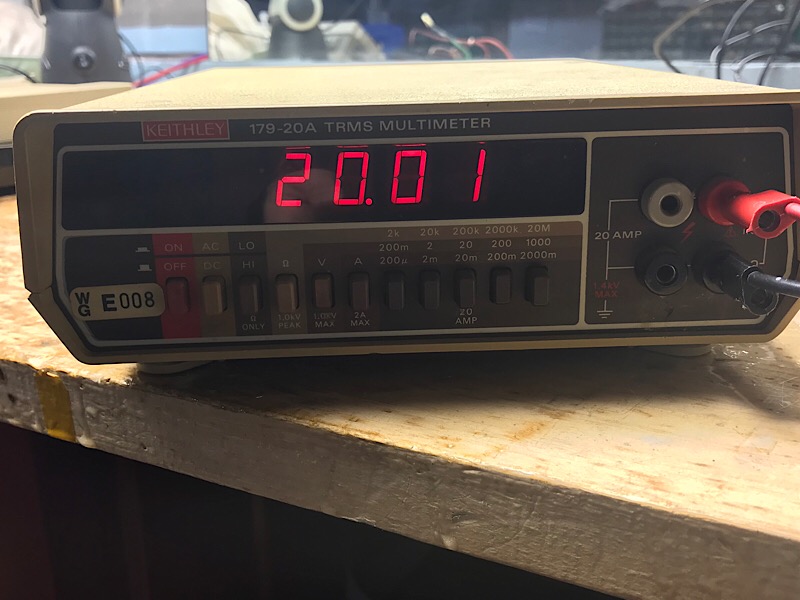 KEITHLEY 179-20A TRMS MULTIMETER
20.01
2k 20k 200k 2000k 20M
ON AC LO 200m 2 20 200 1000
OFF DC HI Ω V A 200μ 2m 20m 200m 2000m
WG E008
Ω ONLY 1.0kV PEAK 1.0KV MAX 2A MAX 20 AMP
20 AMP
1.4kV MAX